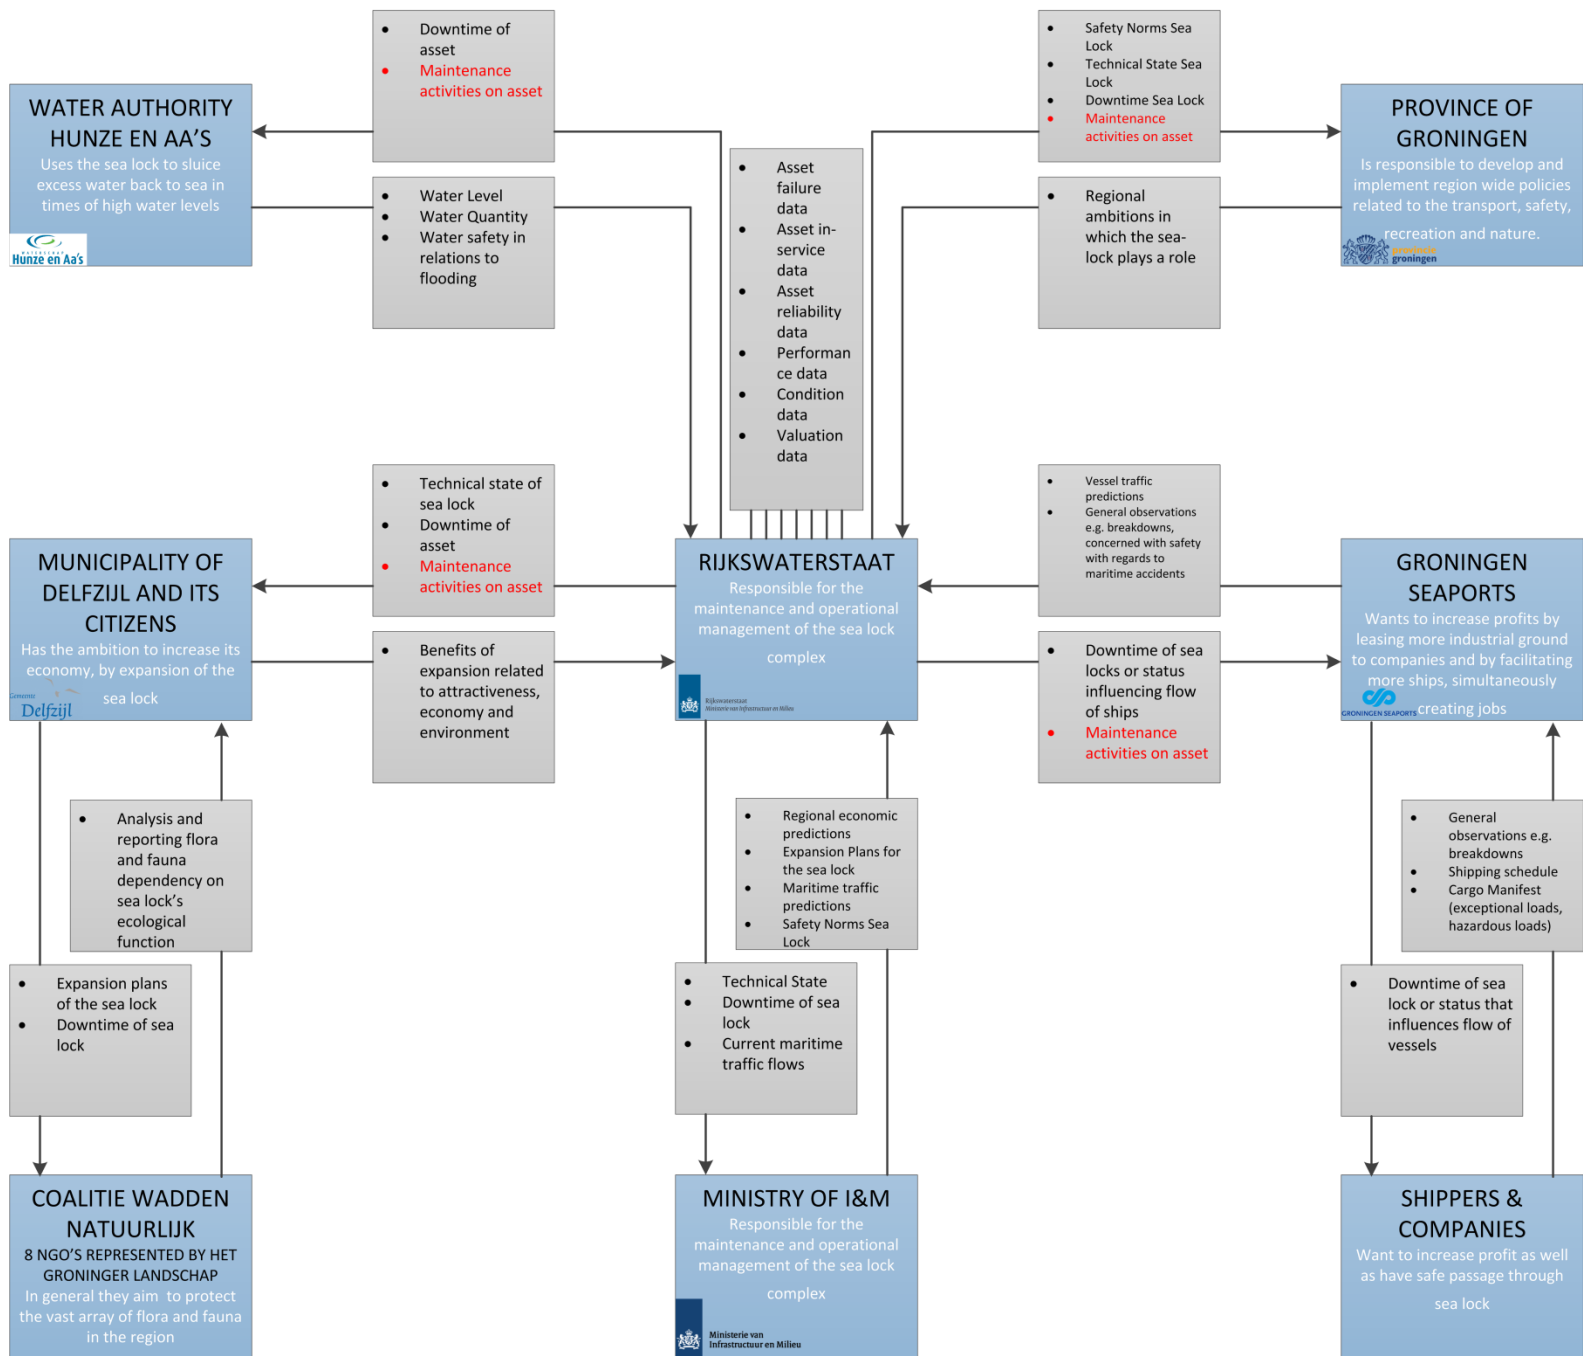 • Downtime of
asset
• Maintenance
activities on asset
• Safety Norms Sea
Lock
• Technical State Sea
Lock
• Downtime Sea Lock
• Maintenance
activities on asset
WATER AUTHORITY
HUNZE EN AA'S
Uses the sea lock to sluice
excess water back to sea in
times of high water levels
WATERSCHAP
Hunze en Aa's
PROVINCE OF
GRONINGEN
Is responsible to develop and
implement region wide policies
related to the transport, safety,
recreation and nature.
provincie
groningen
• Water Level
• Water Quantity
• Water safety in
relations to
flooding
• Asset
failure
data
• Asset in-
service
data
• Asset
reliability
data
• Performan
ce data
• Condition
data
• Valuation
data
• Regional
ambitions in
which the sea-
lock plays a role
• Technical state of
sea lock
• Downtime of
asset
• Maintenance
activities on asset
• Vessel traffic
predictions
• General observations
e.g. breakdowns,
concerned with safety
with regards to
maritime accidents
MUNICIPALITY OF
DELFZIJL AND ITS
CITIZENS
Has the ambition to increase its
economy, by expansion of the
sea lock
Gemeente
Delfzijl
RIJKSWATERSTAAT
Responsible for the
maintenance and operational
management of the sea lock
complex
Rijkswaterstaat
Ministerie van Infrastructuur en Milieu
GRONINGEN
SEAPORTS
Wants to increase profits by
leasing more industrial ground
to companies and by facilitating
more ships, simultaneously
creating jobs
GRONINGEN SEAPORTS
• Benefits of
expansion related
to attractiveness,
economy and
environment
• Downtime of sea
locks or status
influencing flow
of ships
• Maintenance
activities on asset
• Analysis and
reporting flora
and fauna
dependency on
sea lock's
ecological
function
• Regional economic
predictions
• Expansion Plans for
the sea lock
• Maritime traffic
predictions
• Safety Norms Sea
Lock
• General
observations e.g.
breakdowns
• Shipping schedule
• Cargo Manifest
(exceptional loads,
hazardous loads)
• Expansion plans
of the sea lock
• Downtime of sea
lock
• Technical State
• Downtime of sea
lock
• Current maritime
traffic flows
• Downtime of sea
lock or status that
influences flow of
vessels
COALITIE WADDEN
NATUURLIJK
8 NGO'S REPRESENTED BY HET
GRONINGER LANDSCHAP
In general they aim to protect
the vast array of flora and fauna
in the region
MINISTRY OF I&M
Responsible for the
maintenance and operational
management of the sea lock
complex
Ministerie van
Infrastructuur en Milieu
SHIPPERS &
COMPANIES
Want to increase profit as well
as have safe passage through
sea lock